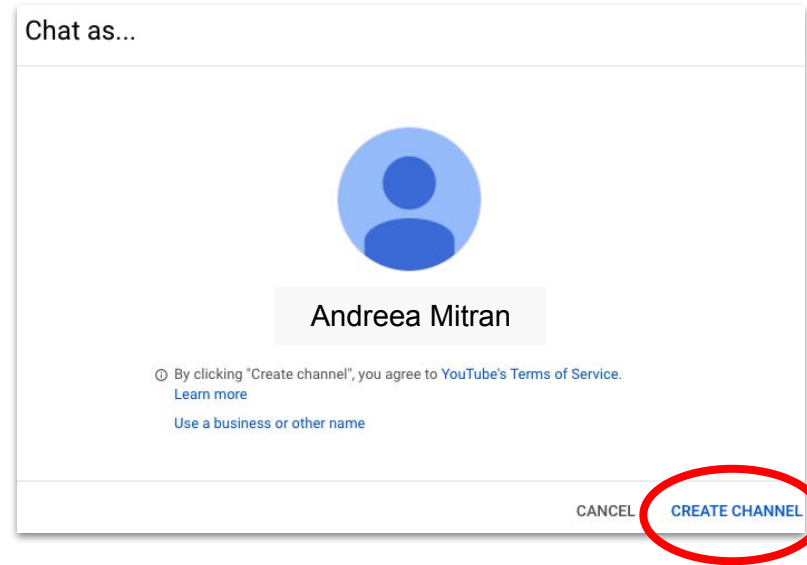 Chat as...
Andreea Mitran
By clicking "Create channel", you agree to YouTube's Terms of Service.
Learn more
Use a business or other name
CANCEL CREATE CHANNEL